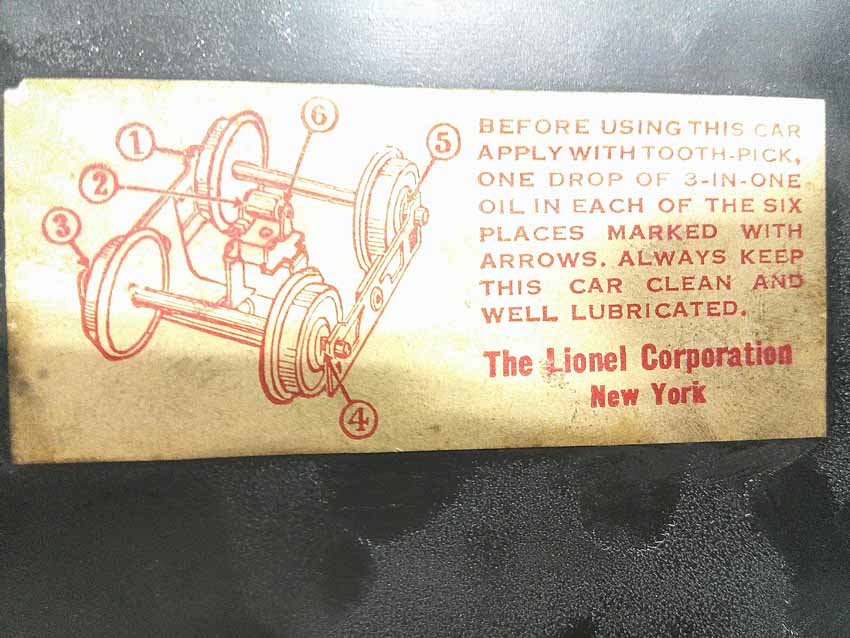 1
6
5
2
3
4
BEFORE USING THIS CAR
APPLY WITH TOOTH-PICK,
ONE DROP OF 3-IN-ONE
OIL IN EACH OF THE SIX
PLACES MARKED WITH
ARROWS. ALWAYS KEEP
THIS CAR CLEAN AND
WELL LUBRICATED.
The Lionel Corporation
New York